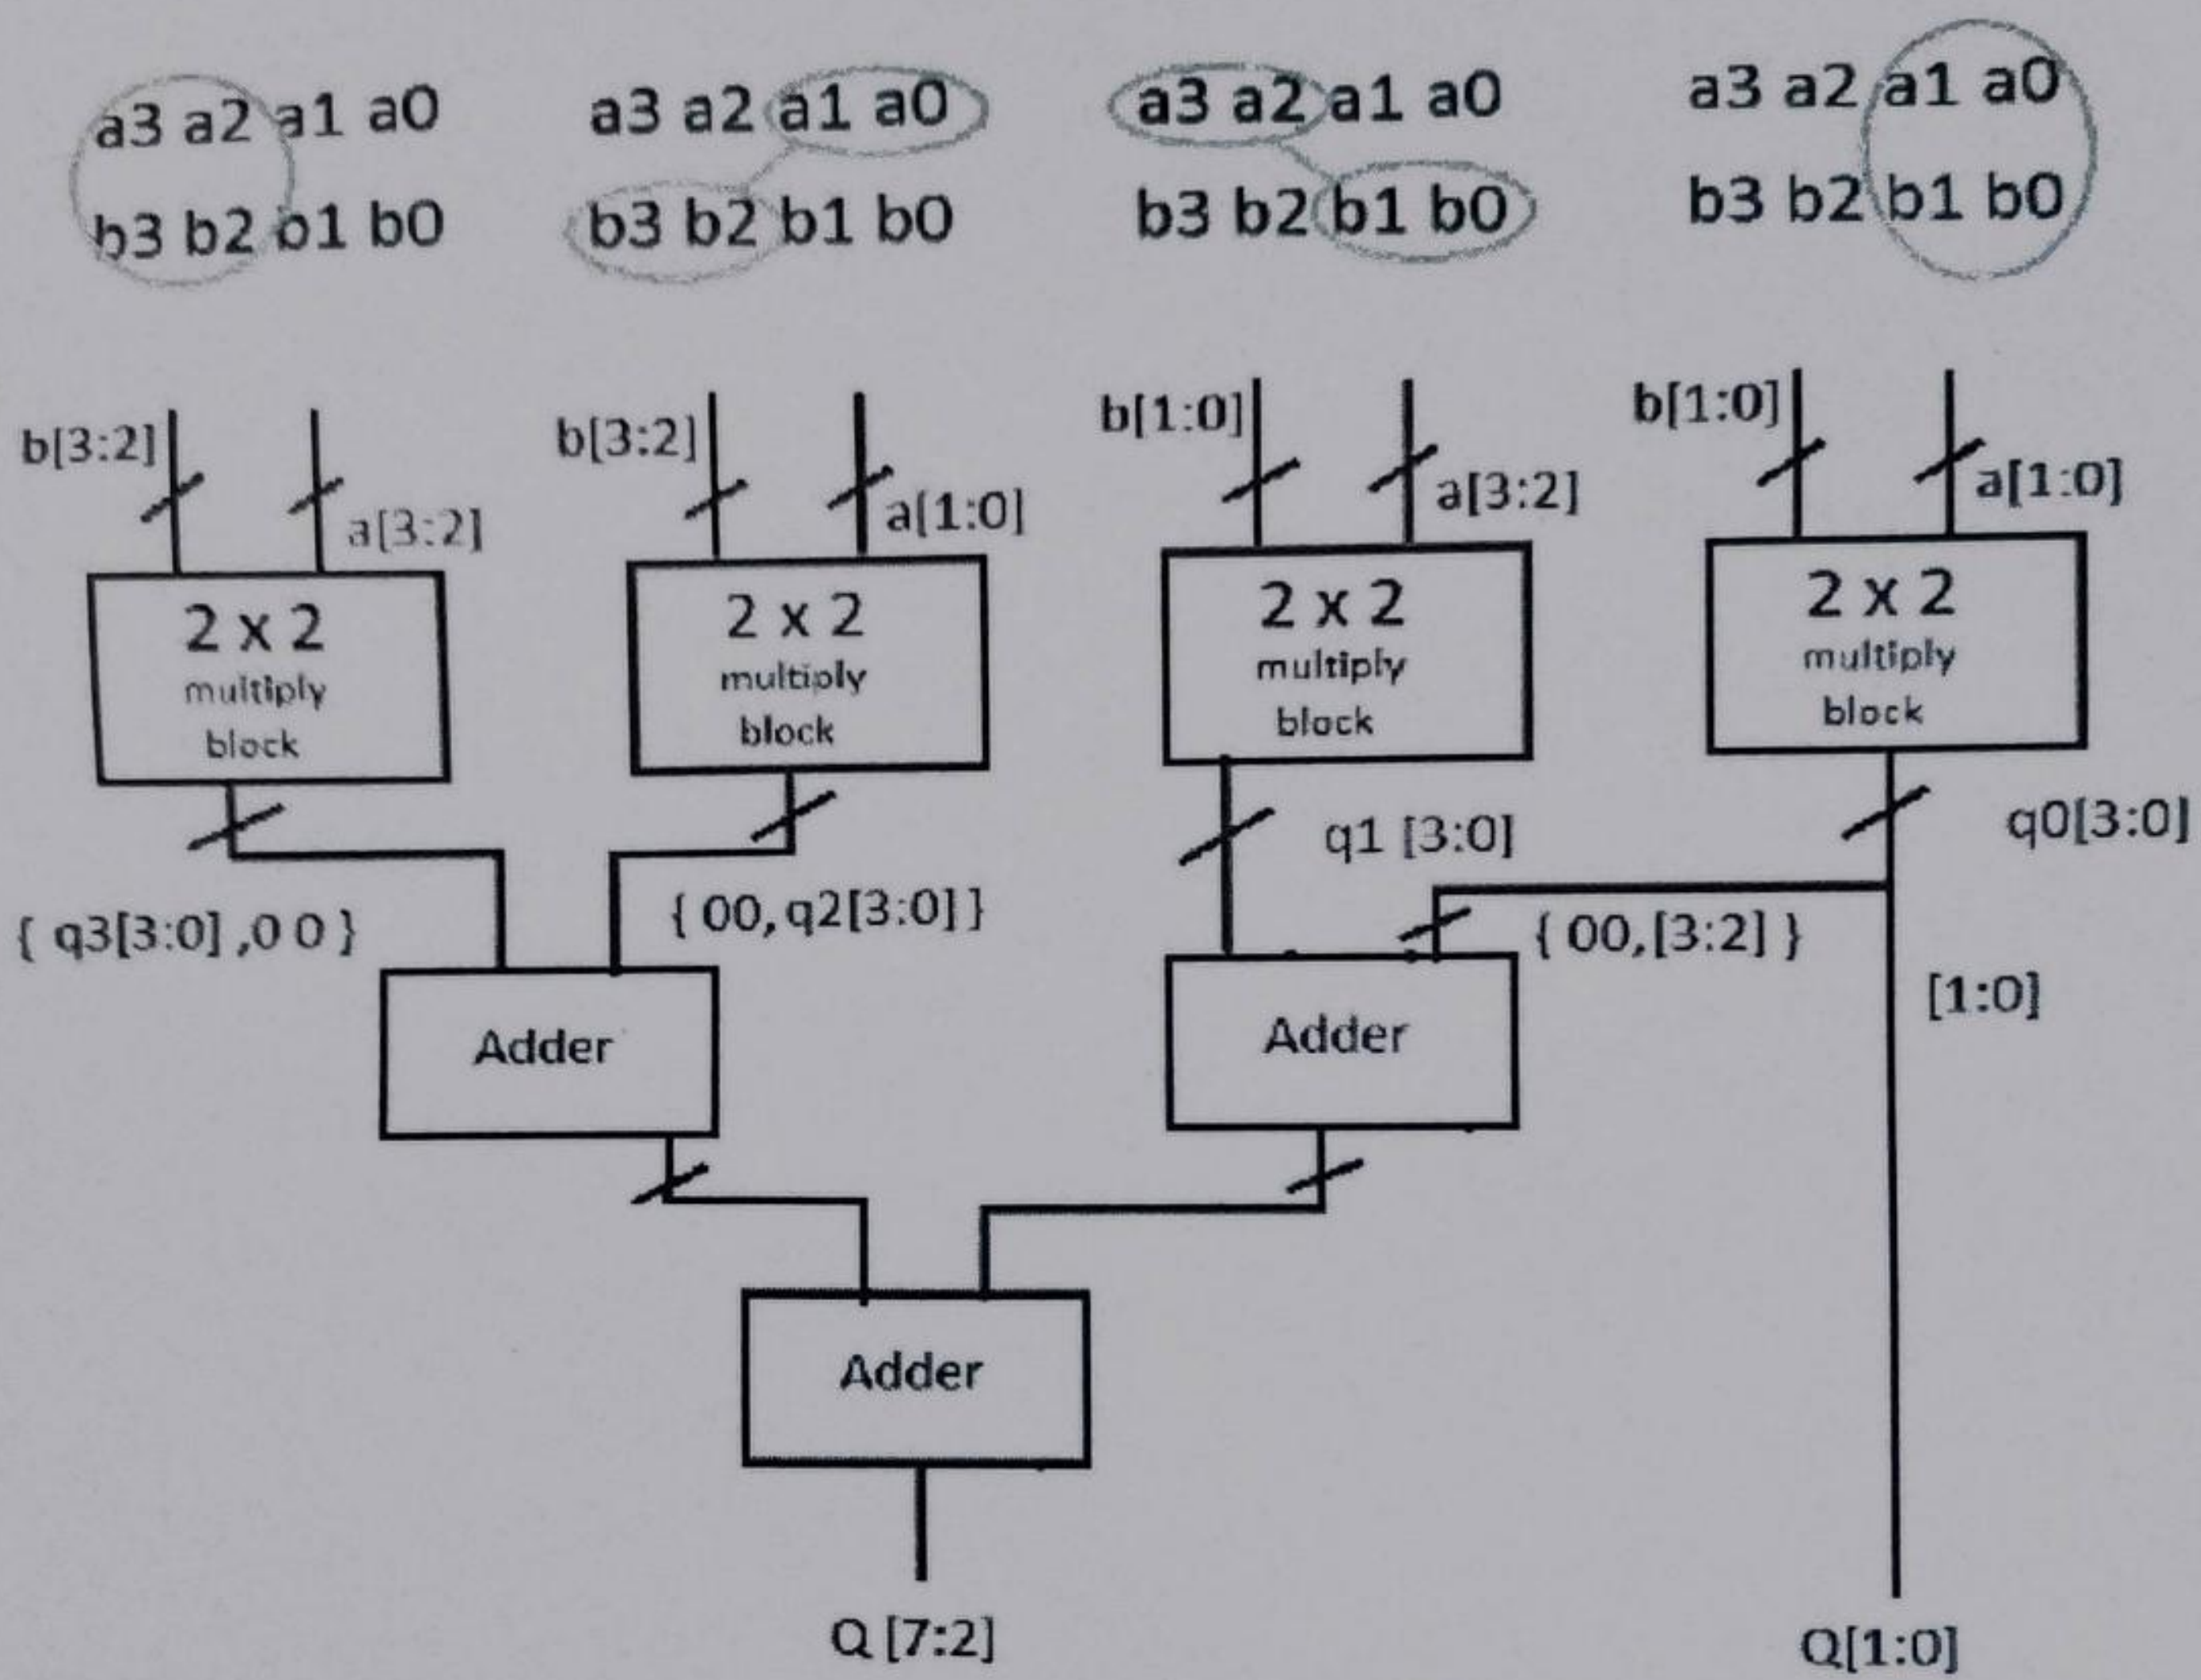 a3 a2 a1 a0
b3 b2 b1 b0
a3 a2 a1 a0
b3 b2 b1 b0
a3 a2 a1 a0
b3 b2 b1 b0
a3 a2 a1 a0
b3 b2 b1 b0
b[3:2]
a[3:2]
b[3:2]
a[1:0]
b[1:0]
a[3:2]
b[1:0]
a[1:0]
2 x 2
multiply
block
2 x 2
multiply
block
2 x 2
multiply
block
2 x 2
multiply
block
{ q3[3:0] ,0 0 }
{ 00, q2[3:0] }
q1 [3:0]
q0[3:0]
{ 00, [3:2] }
[1:0]
Adder
Adder
Adder
Q [7:2]
Q[1:0]